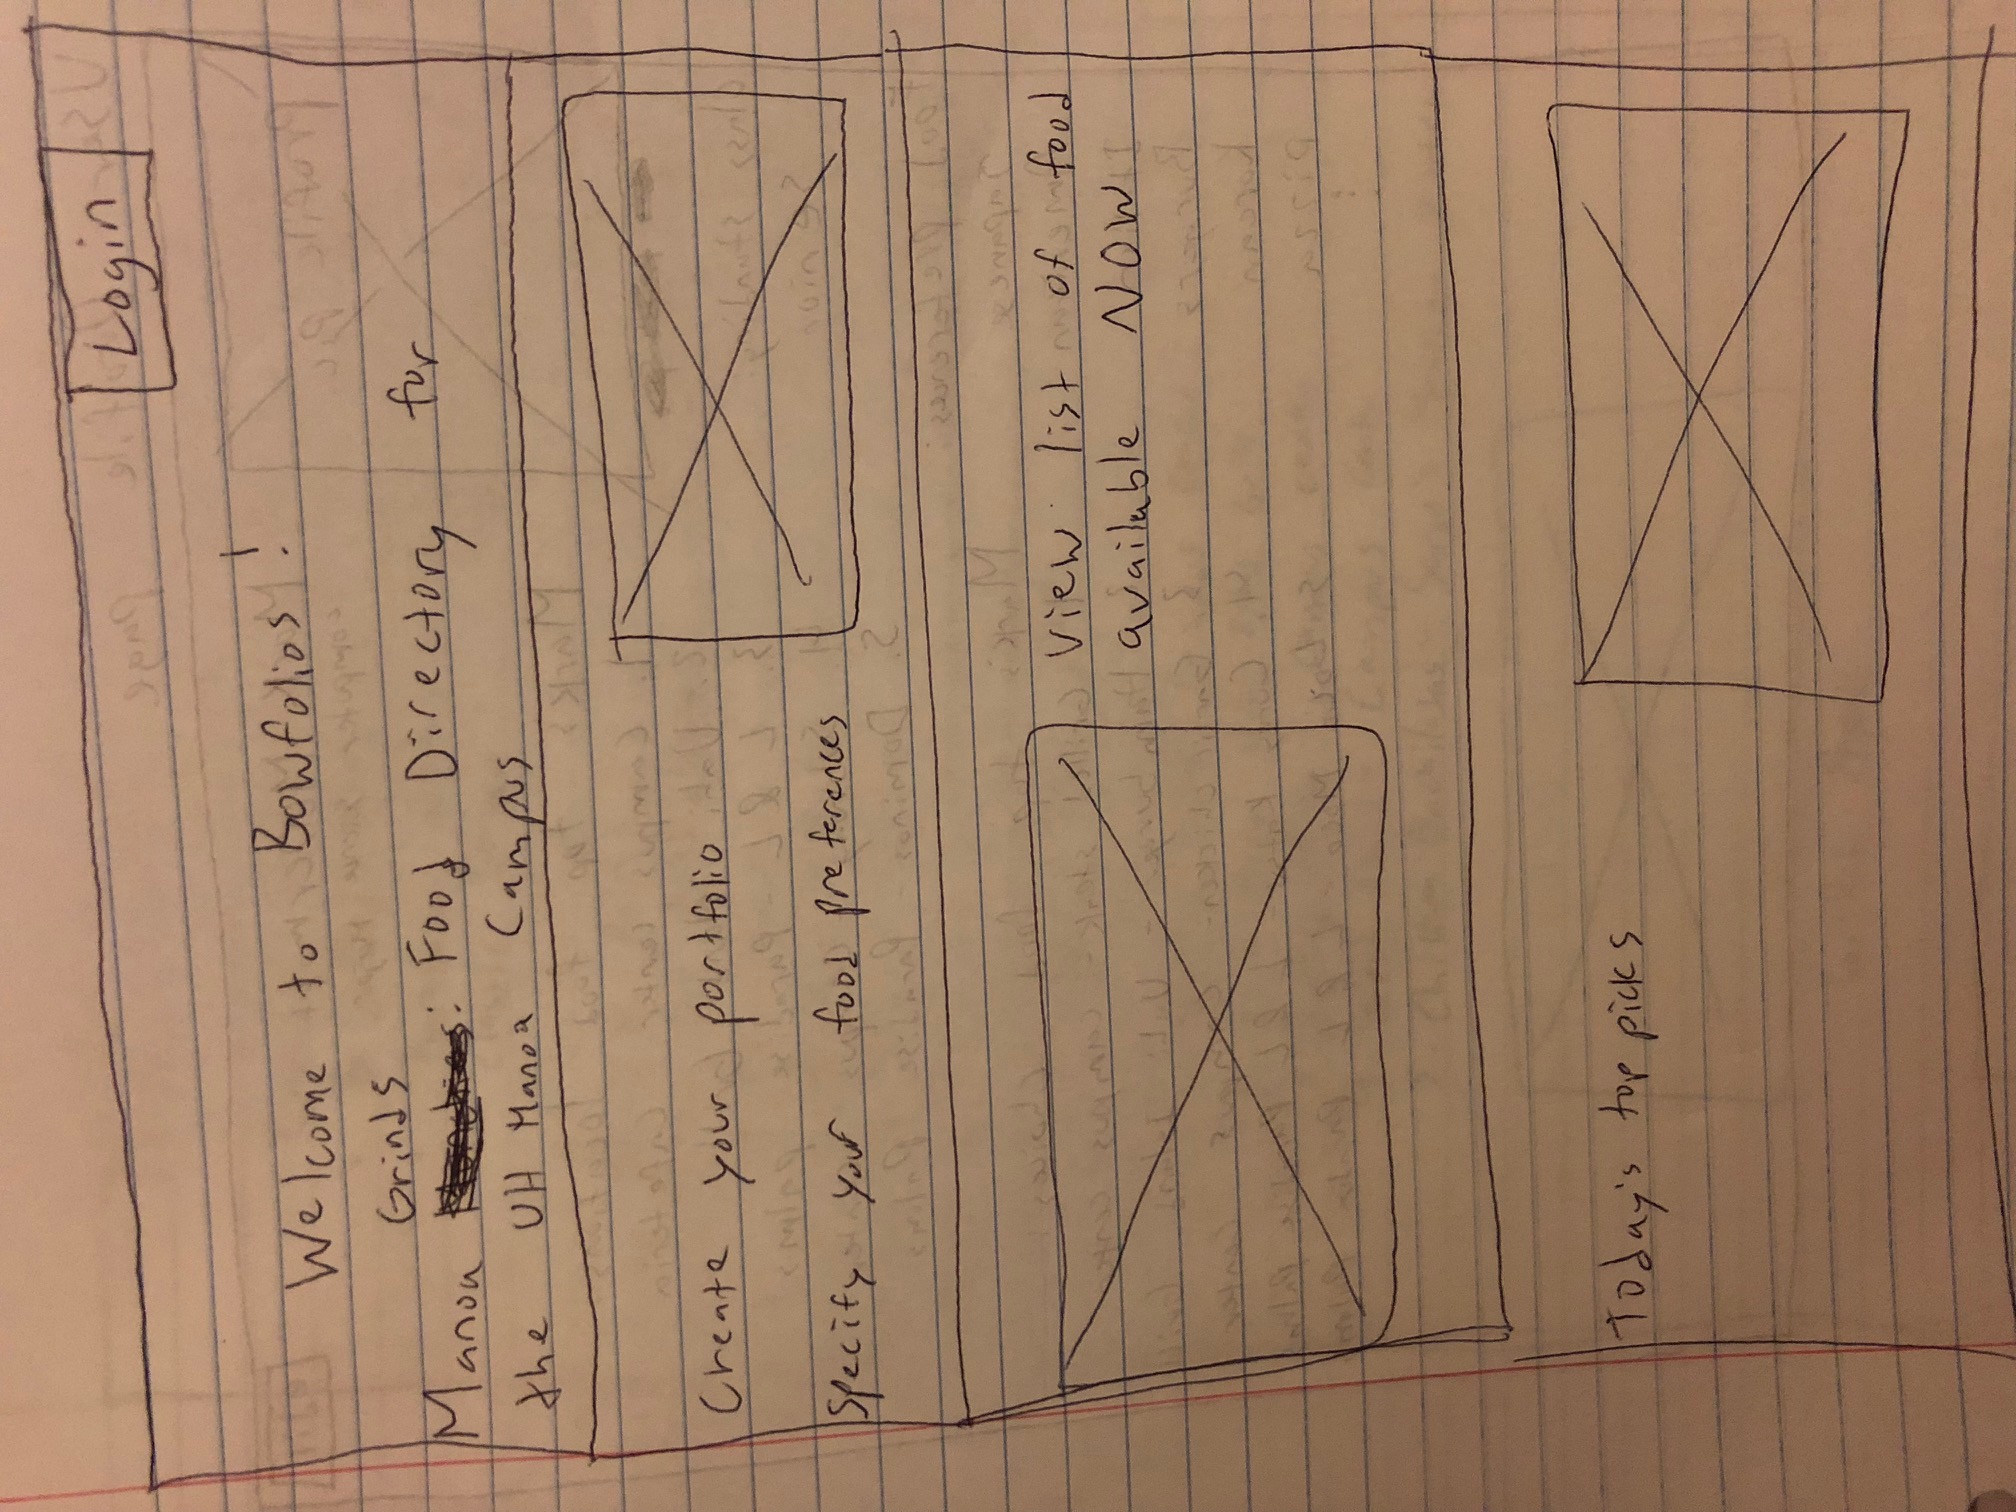 Login
Welcome to Bowfolios!
Grinds
Manoa Munchies: Food Directory for
the UH Manoa Campus
Create your portfolio
Specify your food preferences
View list of food
available NOW
Today's top picks